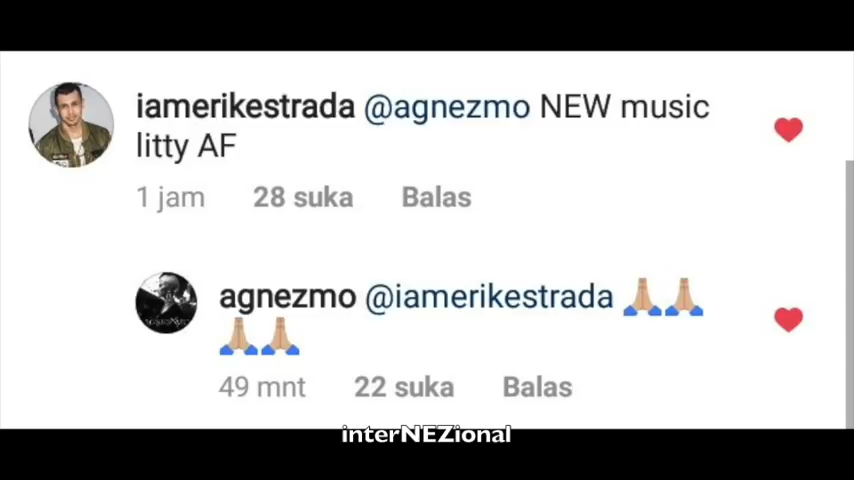 iamerikestrada @agnezmo NEW music
litty AF
1 jam 28 suka Balas
agnezmo @iamerikestrada 🙏🏼🙏🏼
🙏🏼🙏🏼
49 mnt 22 suka Balas
interNEZional